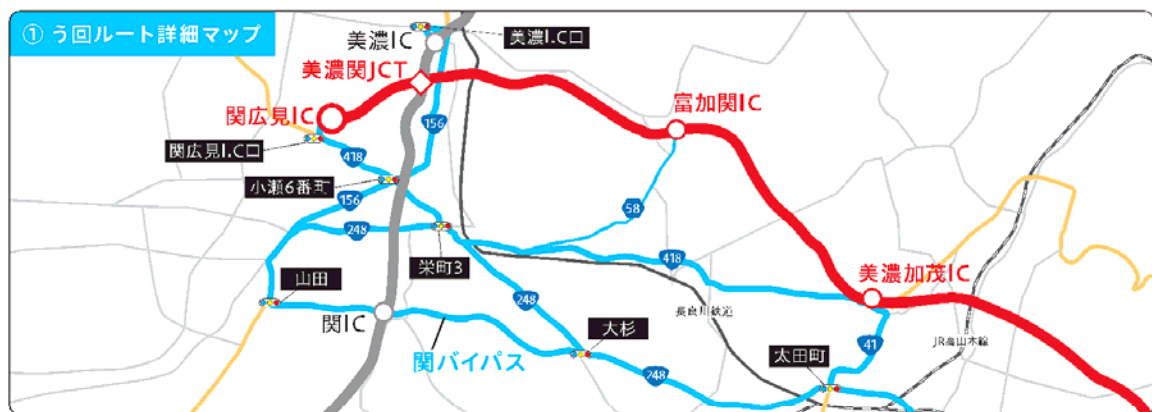 ① う回ルート詳細マップ
美濃IC
美濃I.C口
美濃関JCT
関広見IC
富加関IC
156
関広見I.C口
418
小瀬6番町
156
58
248
栄町3
418
山田
美濃加茂IC
248
長良川鉄道
関IC
大杉
関バイパス
太田町
41
JR高山本線
248